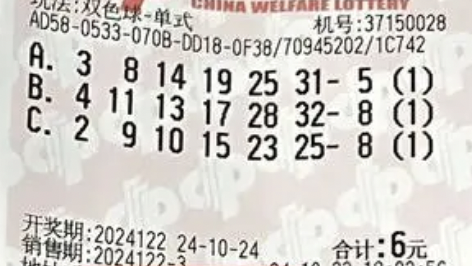 玩法:双色球-单式
CHINA WELFARE LOTTERY
机号:37150028
AD58-0533-070B-DD18-0F38/70945202/1C742
A. 3 8 14 19 25 31- 5 (1)
B. 4 11 13 17 28 32- 8 (1)
C. 2 9 10 15 23 25- 8 (1)
开奖期:2024122 24-10-24
合计:6元
销售期:2024122-3